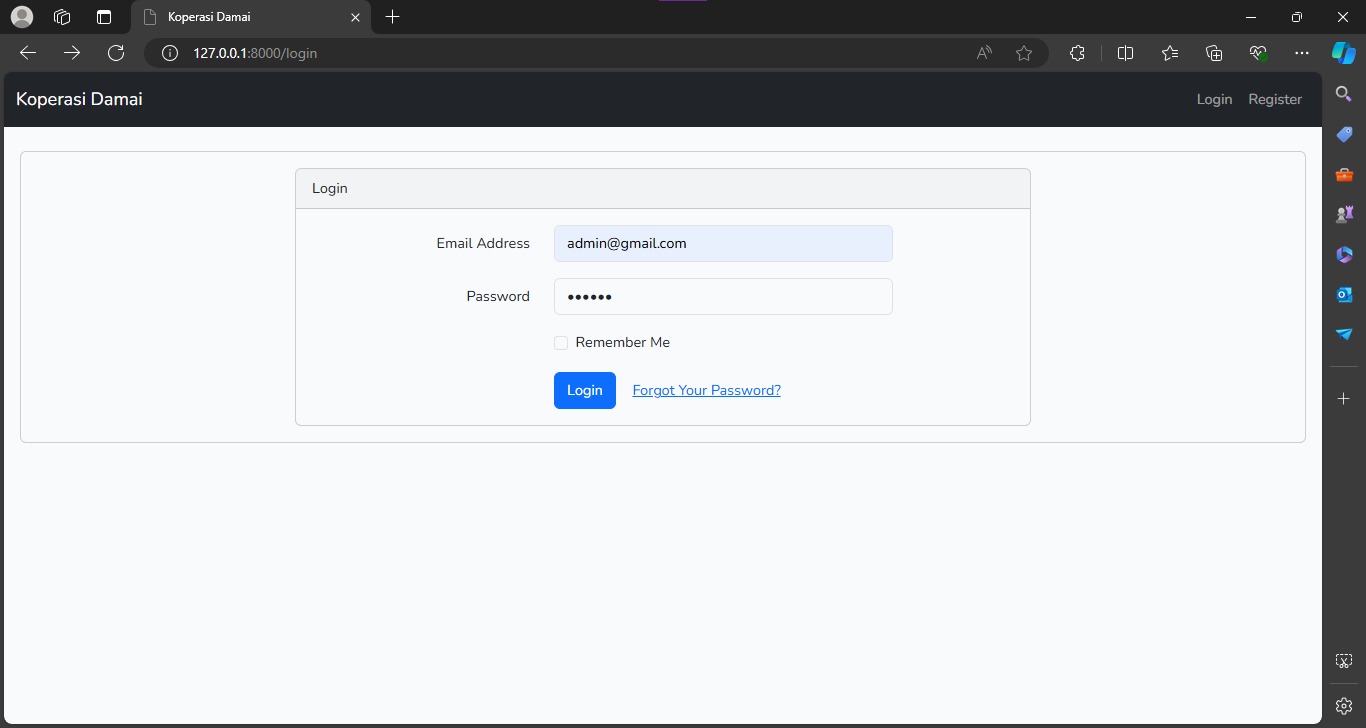 Koperasi Damai
127.0.0.1:8000/login
Koperasi Damai
Login Register
Login
Email Address admin@gmail.com
Password ••••••
Remember Me
Login Forgot Your Password?